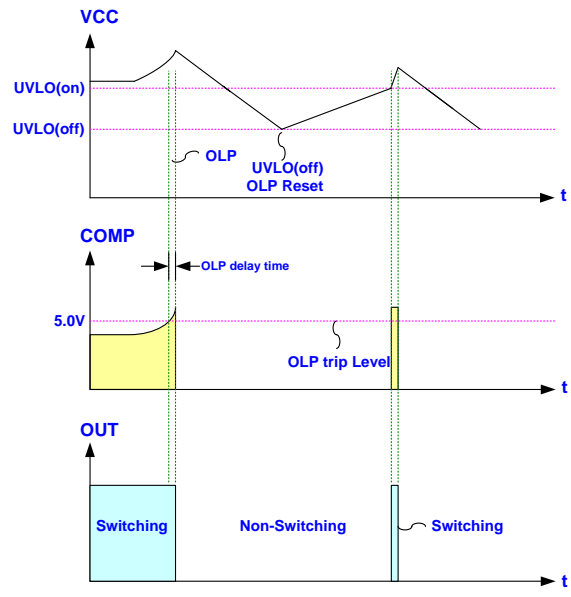 VCC
UVLO(on)
UVLO(off)
OLP
UVLO(off)
OLP Reset
t
COMP
OLP delay time
5.0V
OLP trip Level
t
OUT
Switching
Non-Switching
Switching
t